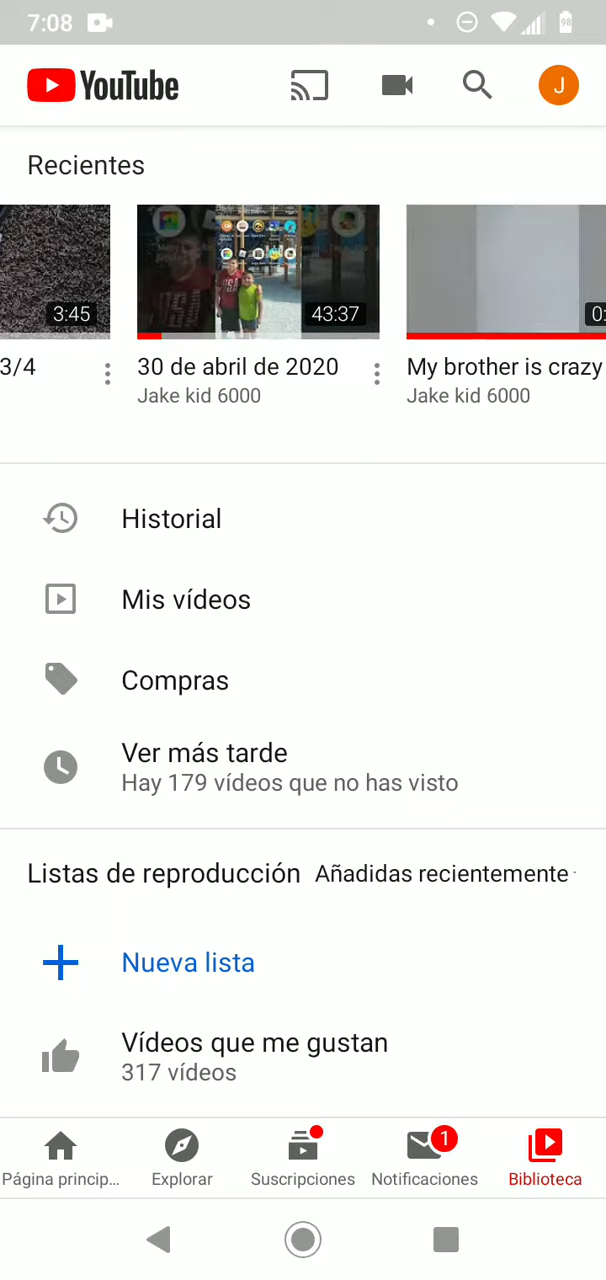 7:08
98
YouTube
J
Recientes
3:45
43:37
0:
3/4
30 de abril de 2020
My brother is crazy
Jake kid 6000
Jake kid 6000
Historial
Mis vídeos
Compras
Ver más tarde
Hay 179 vídeos que no has visto
Listas de reproducción
Añadidas recientemente
Nueva lista
Vídeos que me gustan
317 vídeos
1
Página princip...
Explorar
Suscripciones
Notificaciones
Biblioteca